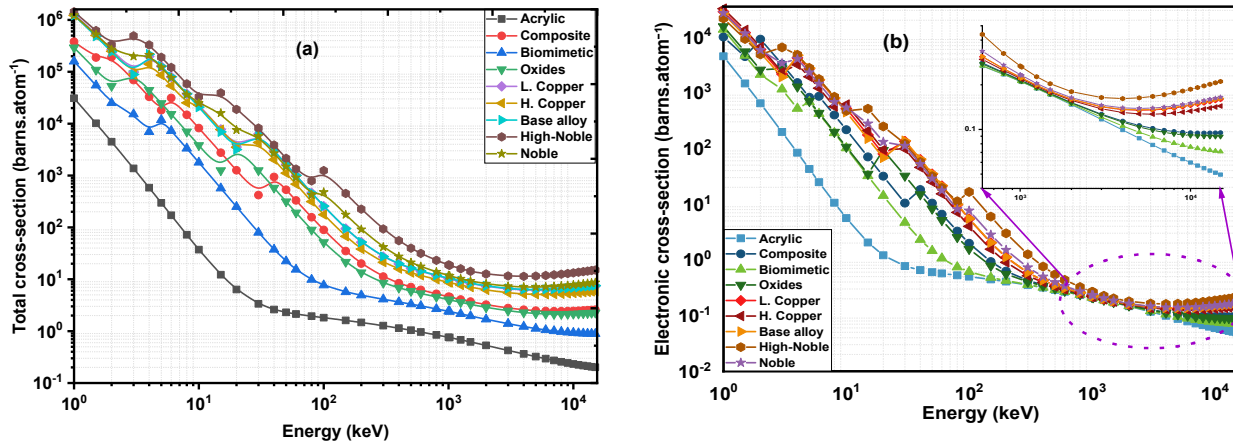 (a)
Total cross-section (barns.atom⁻¹)
10⁶
10⁵
10⁴
10³
10²
10¹
10⁰
10⁻¹
10⁰
10¹
10²
10³
10⁴
Energy (keV)
Acrylic
Composite
Biomimetic
Oxides
L. Copper
H. Copper
Base alloy
High-Noble
Noble
(b)
Electronic cross-section (barns.atom⁻¹)
10⁴
10³
10²
10¹
10⁰
10⁻¹
10⁻²
10⁰
10¹
10²
10³
10⁴
Energy (keV)
Acrylic
Composite
Biomimetic
Oxides
L. Copper
H. Copper
Base alloy
High-Noble
Noble
0.1
10³
10⁴